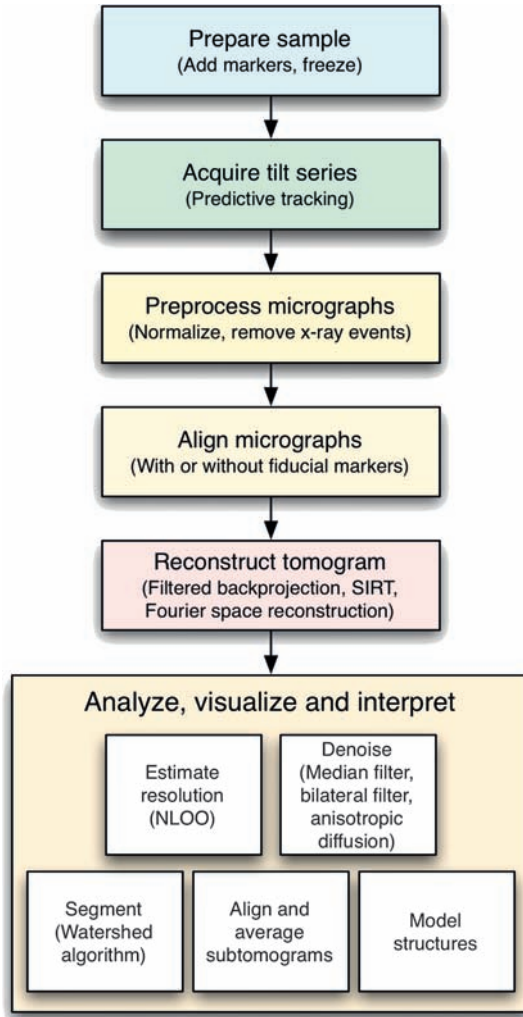 Prepare sample
(Add markers, freeze)
Acquire tilt series
(Predictive tracking)
Preprocess micrographs
(Normalize, remove x-ray events)
Align micrographs
(With or without fiducial markers)
Reconstruct tomogram
(Filtered backprojection, SIRT,
Fourier space reconstruction)
Analyze, visualize and interpret
Estimate
resolution
(NLOO)
Denoise
(Median filter,
bilateral filter,
anisotropic
diffusion)
Segment
(Watershed
algorithm)
Align and
average
subtomograms
Model
structures